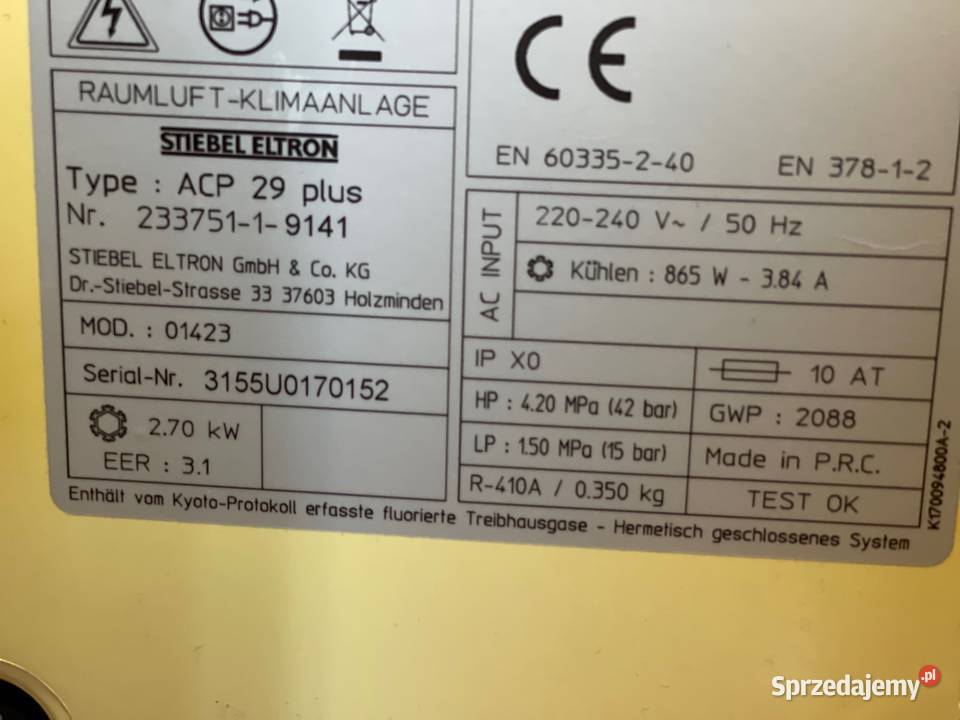 RAUMLUFT-KLIMAANLAGE
STIEBEL ELTRON
Type : ACP 29 plus
Nr. 233751-1-9141
STIEBEL ELTRON GmbH & Co. KG
Dr.-Stiebel-Strasse 33 37603 Holzminden
MOD. : 01423
Serial-Nr. 3155U0170152
2.70 kW
EER : 3.1
CE
EN 60335-2-40 EN 378-1-2
AC INPUT
220-240 V~ / 50 Hz
Kühlen : 865 W - 3.84 A
IP X0
10 AT
HP : 4.20 MPa (42 bar)
GWP : 2088
LP : 1.50 MPa (15 bar)
Made in P.R.C.
R-410A / 0.350 kg
TEST OK
K170094800A-2
Enthält vom Kyoto-Protokoll erfasste fluorierte Treibhausgase - Hermetisch geschlossenes System
Sprzedajemy.pl